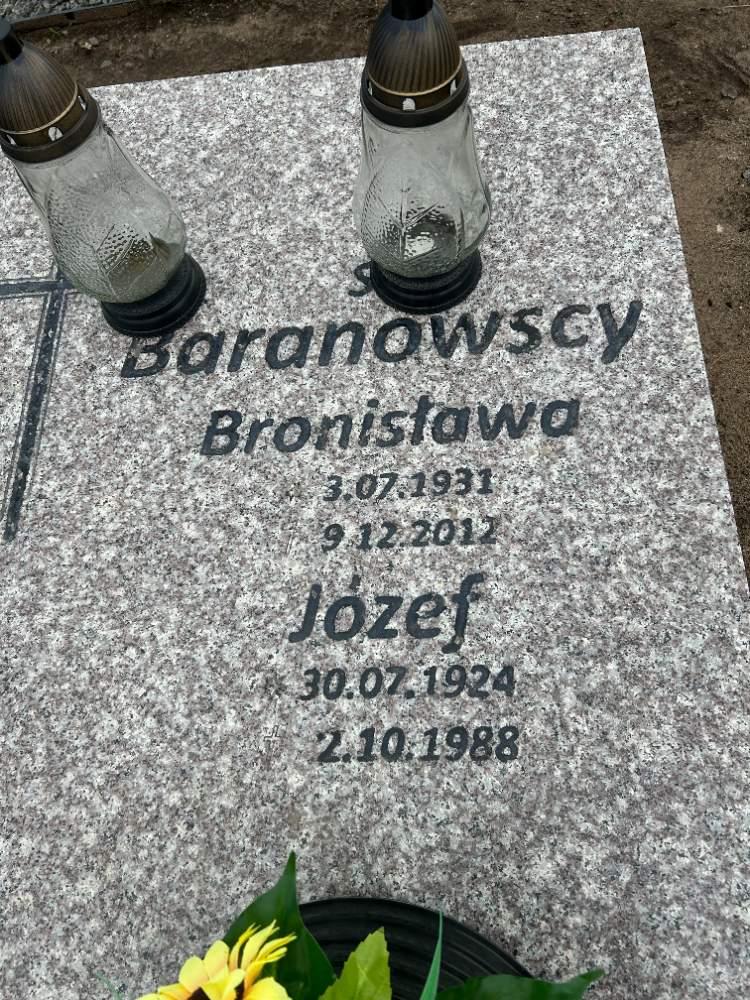 Baranowscy
Bronisława
3.07.1931
9.12.2012
Józef
30.07.1924
2.10.1988